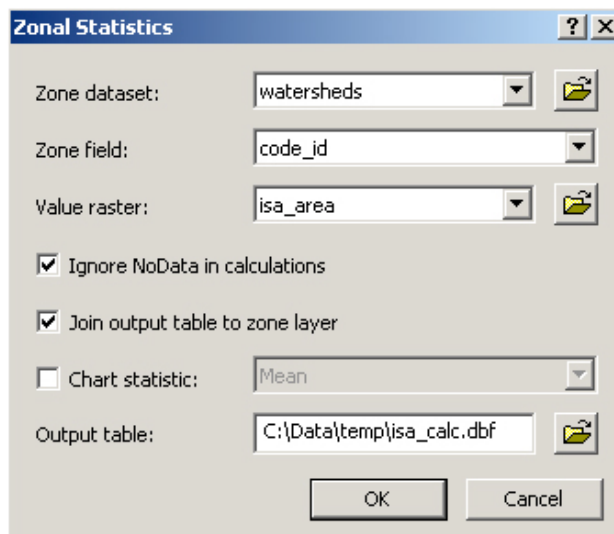 Zonal Statistics
Zone dataset: watersheds
Zone field: code_id
Value raster: isa_area
Ignore NoData in calculations
Join output table to zone layer
Chart statistic: Mean
Output table: C:\Data\temp\isa_calc.dbf
OK Cancel